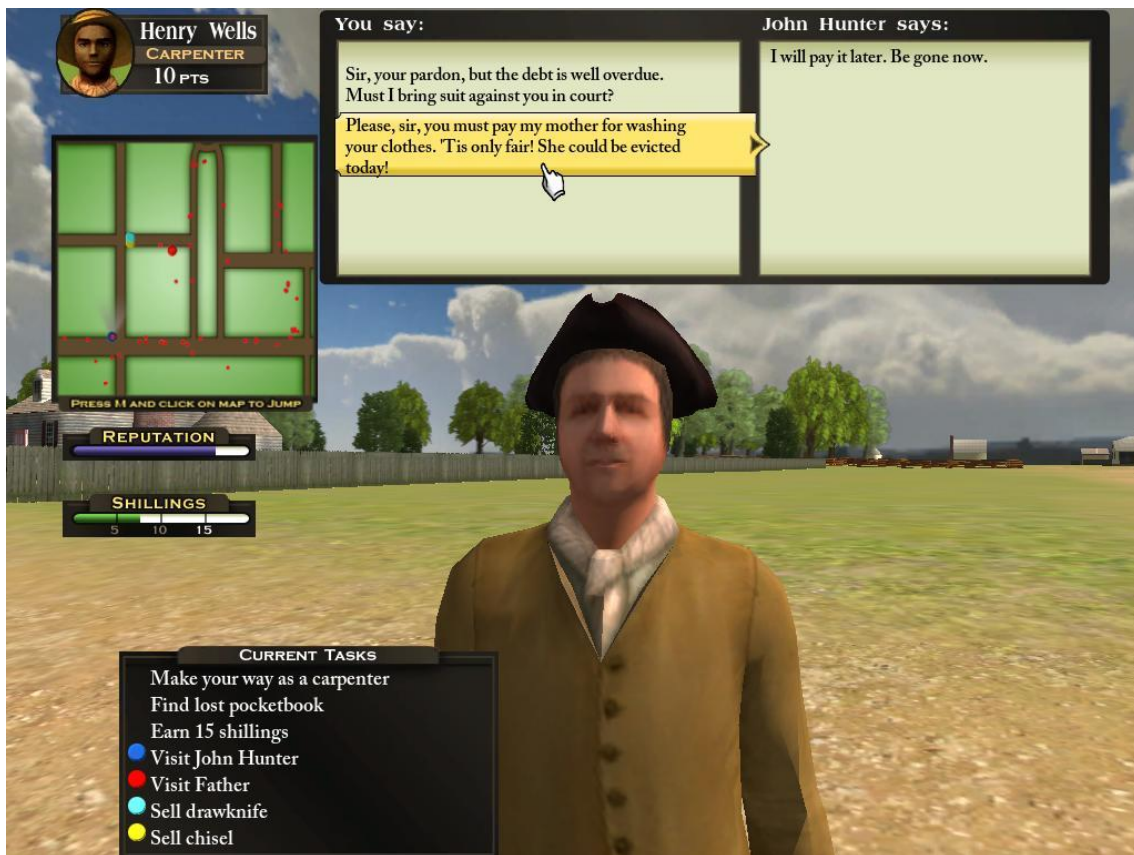 Henry Wells
CARPENTER
10 PTS
You say:
Sir, your pardon, but the debt is well overdue.
Must I bring suit against you in court?
Please, sir, you must pay my mother for washing
your clothes. 'Tis only fair! She could be evicted
today!
John Hunter says:
I will pay it later. Be gone now.
PRESS M AND CLICK ON MAP TO JUMP
REPUTATION
SHILLINGS
5 10 15
CURRENT TASKS
Make your way as a carpenter
Find lost pocketbook
Earn 15 shillings
Visit John Hunter
Visit Father
Sell drawknife
Sell chisel